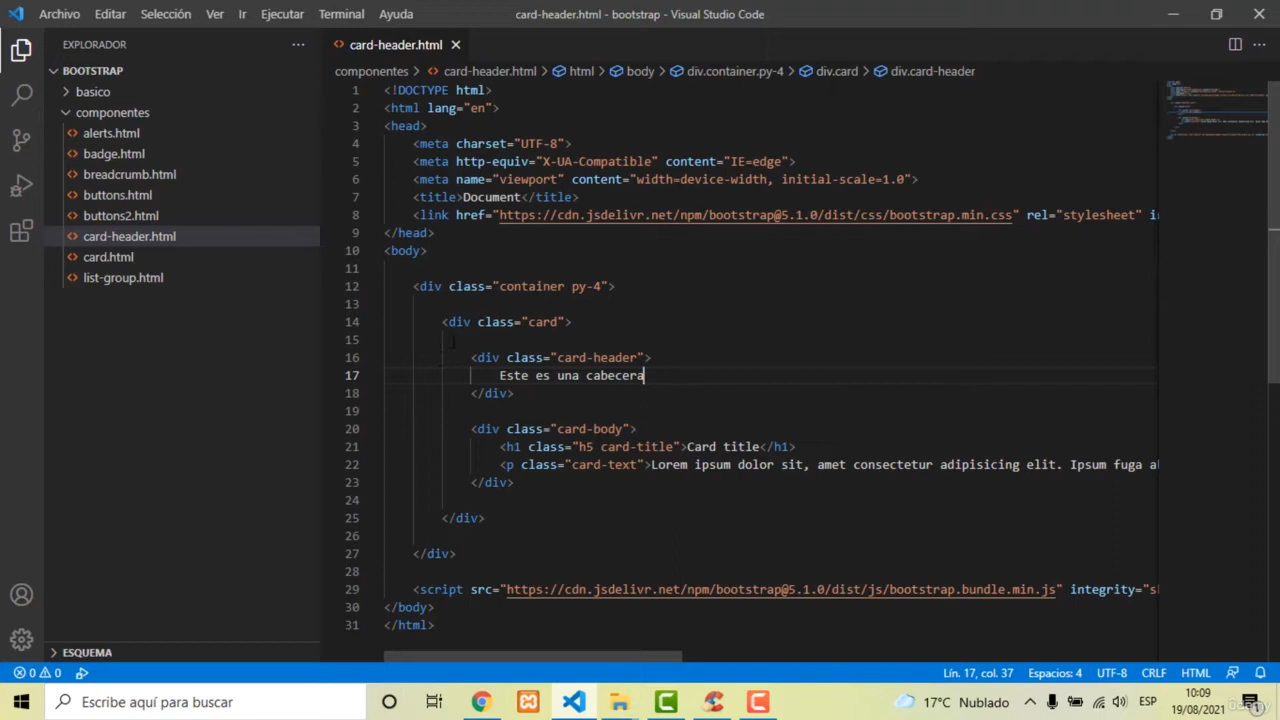 Archivo Editar Selección Ver Ir Ejecutar Terminal Ayuda card-header.html - bootstrap - Visual Studio Code
EXPLORADOR
BOOTSTRAP
basico
componentes
alerts.html
badge.html
breadcrumb.html
buttons.html
buttons2.html
card-header.html
card.html
list-group.html
ESQUEMA
card-header.html
componentes > card-header.html > html > body > div.container.py-4 > div.card > div.card-header
1 <!DOCTYPE html>
2 <html lang="en">
3 <head>
4 <meta charset="UTF-8">
5 <meta http-equiv="X-UA-Compatible" content="IE=edge">
6 <meta name="viewport" content="width=device-width, initial-scale=1.0">
7 <title>Document</title>
8 <link href="https://cdn.jsdelivr.net/npm/bootstrap@5.1.0/dist/css/bootstrap.min.css" rel="stylesheet" in
9 </head>
10 <body>
11
12 <div class="container py-4">
13
14 <div class="card">
15
16 <div class="card-header">
17 Este es una cabecera
18 </div>
19
20 <div class="card-body">
21 <h1 class="h5 card-title">Card title</h1>
22 <p class="card-text">Lorem ipsum dolor sit, amet consectetur adipisicing elit. Ipsum fuga al
23 </div>
24
25 </div>
26
27 </div>
28
29 <script src="https://cdn.jsdelivr.net/npm/bootstrap@5.1.0/dist/js/bootstrap.bundle.min.js" integrity="sh
30 </body>
31 </html>
0 0 Lín. 17, col. 37 Espacios: 4 UTF-8 CRLF HTML
Escribe aquí para buscar 17°C Nublado ESP 10:09
19/08/2021